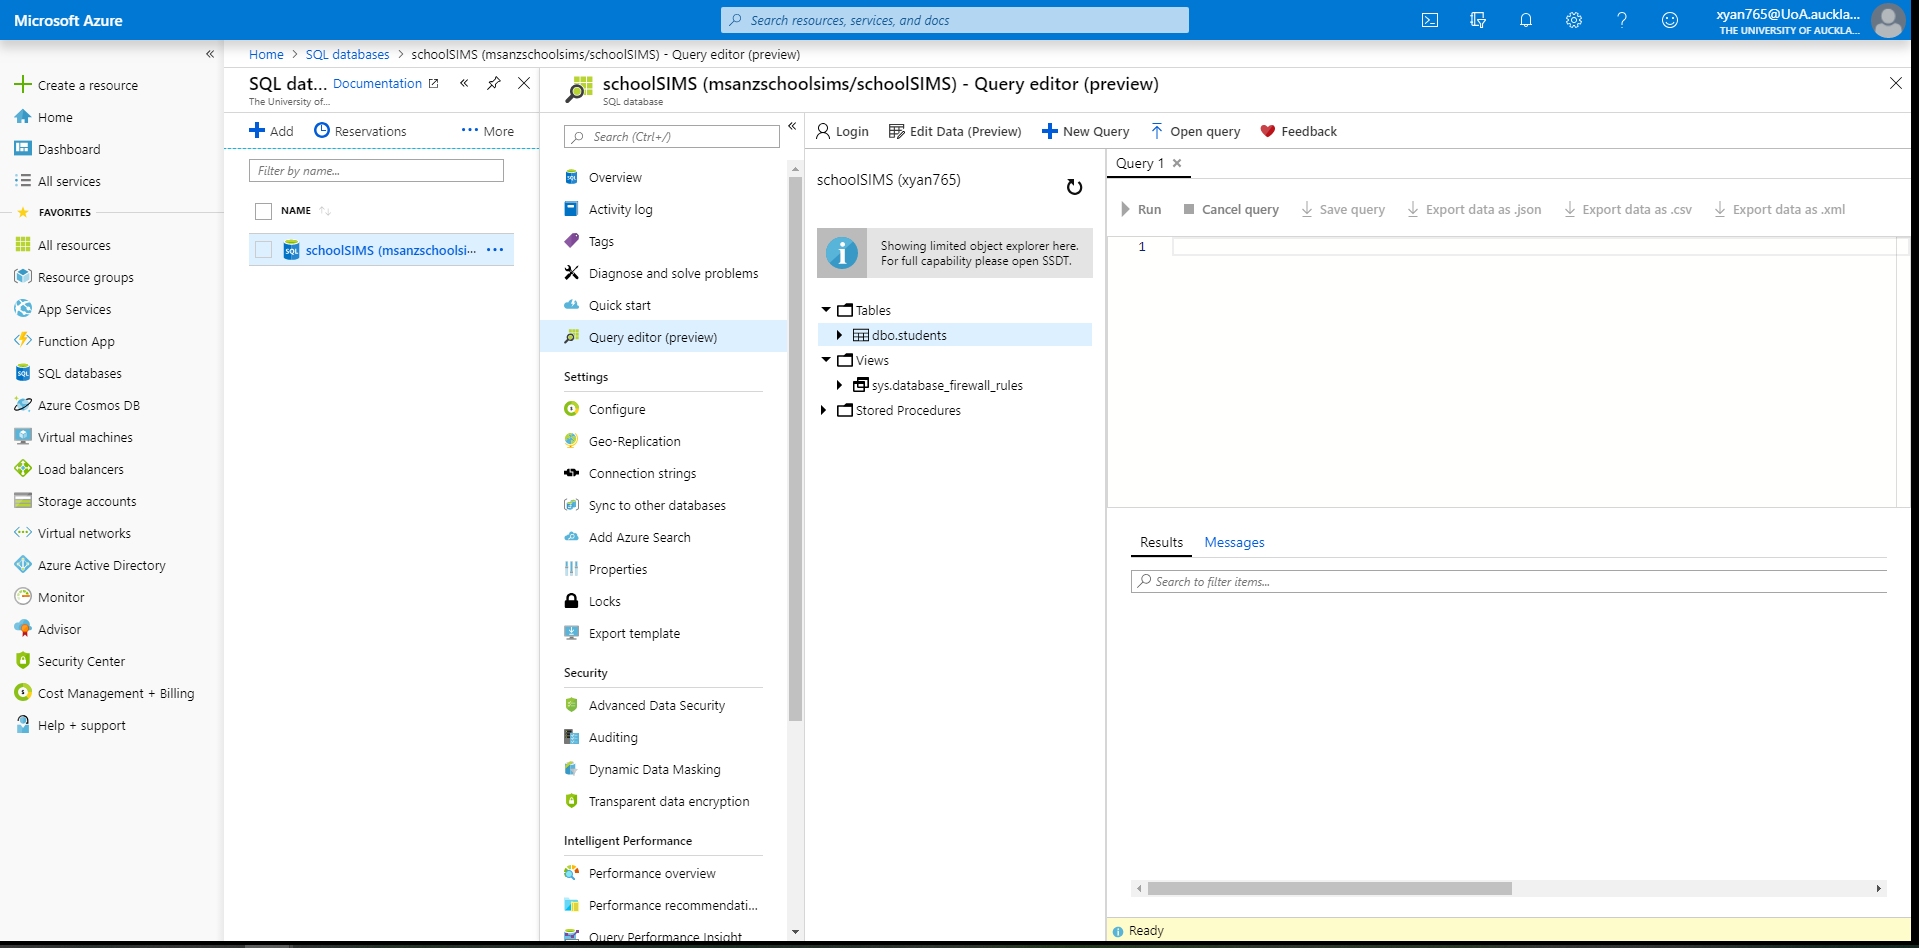 Microsoft Azure
Search resources, services, and docs
xyan765@UoA.auckla...
THE UNIVERSITY OF AUCKLA...
Create a resource
Home
Dashboard
All services
FAVORITES
All resources
Resource groups
App Services
Function App
SQL databases
Azure Cosmos DB
Virtual machines
Load balancers
Storage accounts
Virtual networks
Azure Active Directory
Monitor
Advisor
Security Center
Cost Management + Billing
Help + support
Home > SQL databases > schoolSIMS (msanzschoolsims/schoolSIMS) - Query editor (preview)
SQL dat... Documentation
The University of...
Add Reservations More
Filter by name...
NAME
schoolSIMS (msanzschoolsi...
schoolSIMS (msanzschoolsims/schoolSIMS) - Query editor (preview)
SQL database
Search (Ctrl+/)
Overview
Activity log
Tags
Diagnose and solve problems
Quick start
Query editor (preview)
Settings
Configure
Geo-Replication
Connection strings
Sync to other databases
Add Azure Search
Properties
Locks
Export template
Security
Advanced Data Security
Auditing
Dynamic Data Masking
Transparent data encryption
Intelligent Performance
Performance overview
Performance recommendati...
Query Performance Insight
Login Edit Data (Preview) New Query Open query Feedback
schoolSIMS (xyan765)
Showing limited object explorer here.
For full capability please open SSDT.
Tables
dbo.students
Views
sys.database_firewall_rules
Stored Procedures
Query 1
Run Cancel query Save query Export data as .json Export data as .csv Export data as .xml
1
Results Messages
Search to filter items...
Ready